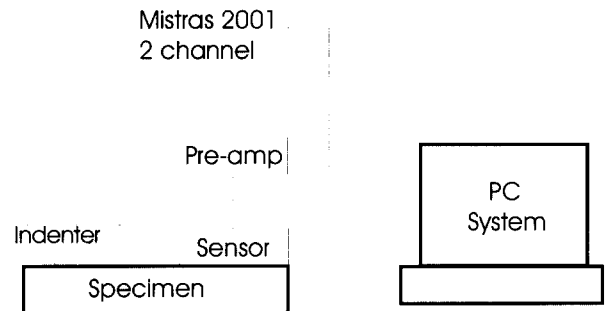 Mistras 2001
2 channel
Pre-amp
PC
System
Indenter
Sensor
Specimen